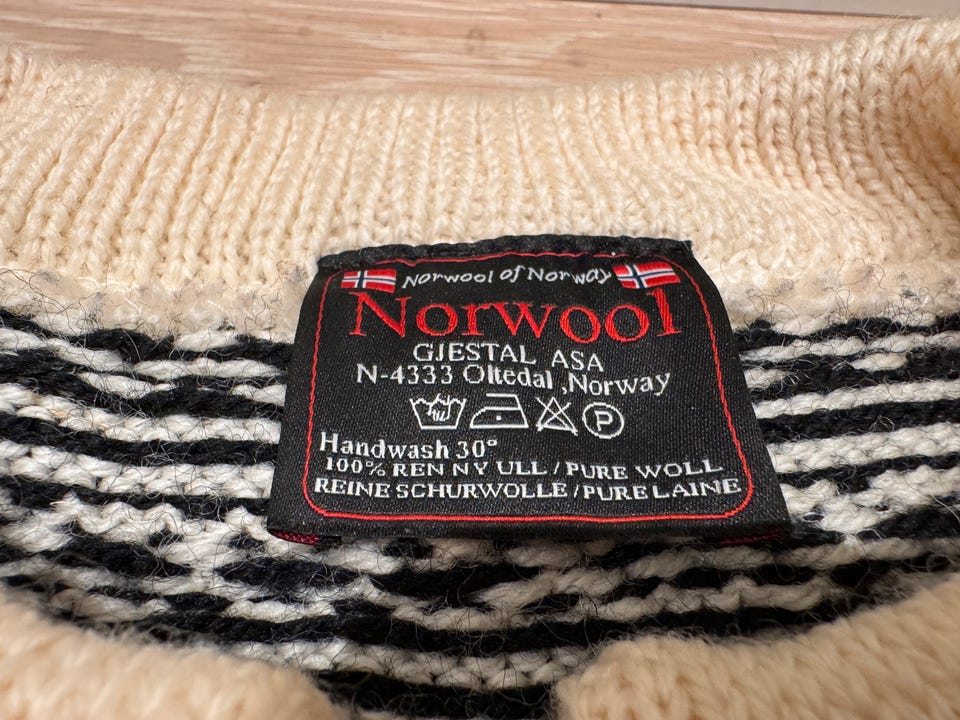 Norwool of Norway
Norwool
GJESTAL ASA
N-4333 Oltedal ,Norway
P
Handwash 30°
100% REN NY ULL / PURE WOLL
REINE SCHURWOLLE / PURE LAINE